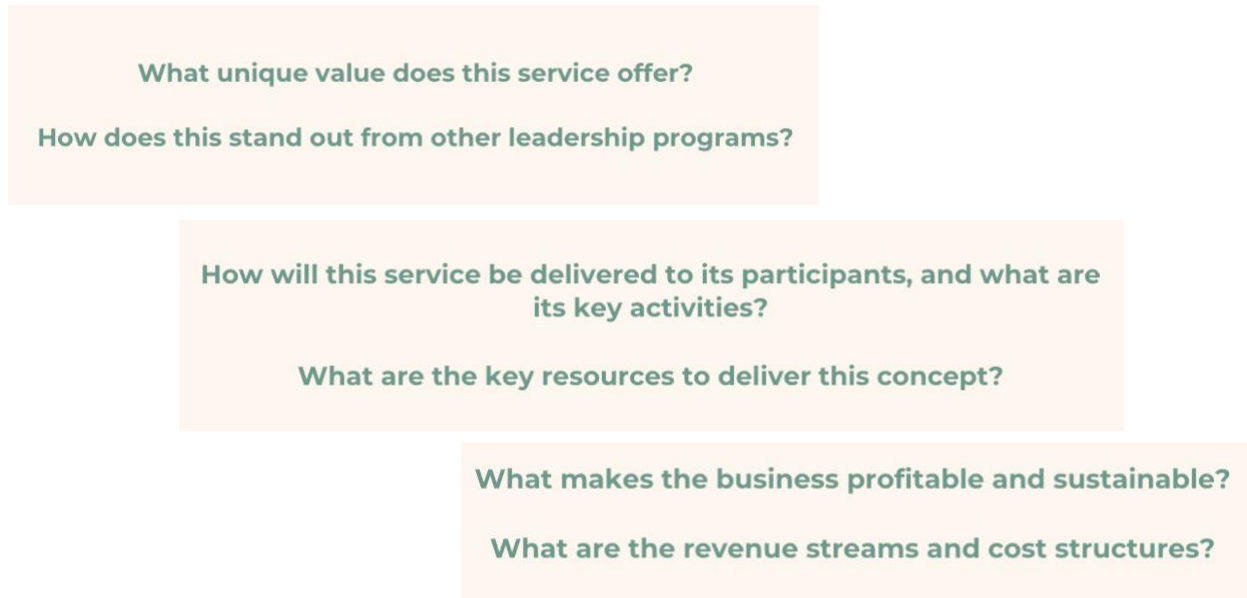 What unique value does this service offer?
How does this stand out from other leadership programs?
How will this service be delivered to its participants, and what are
its key activities?
What are the key resources to deliver this concept?
What makes the business profitable and sustainable?
What are the revenue streams and cost structures?